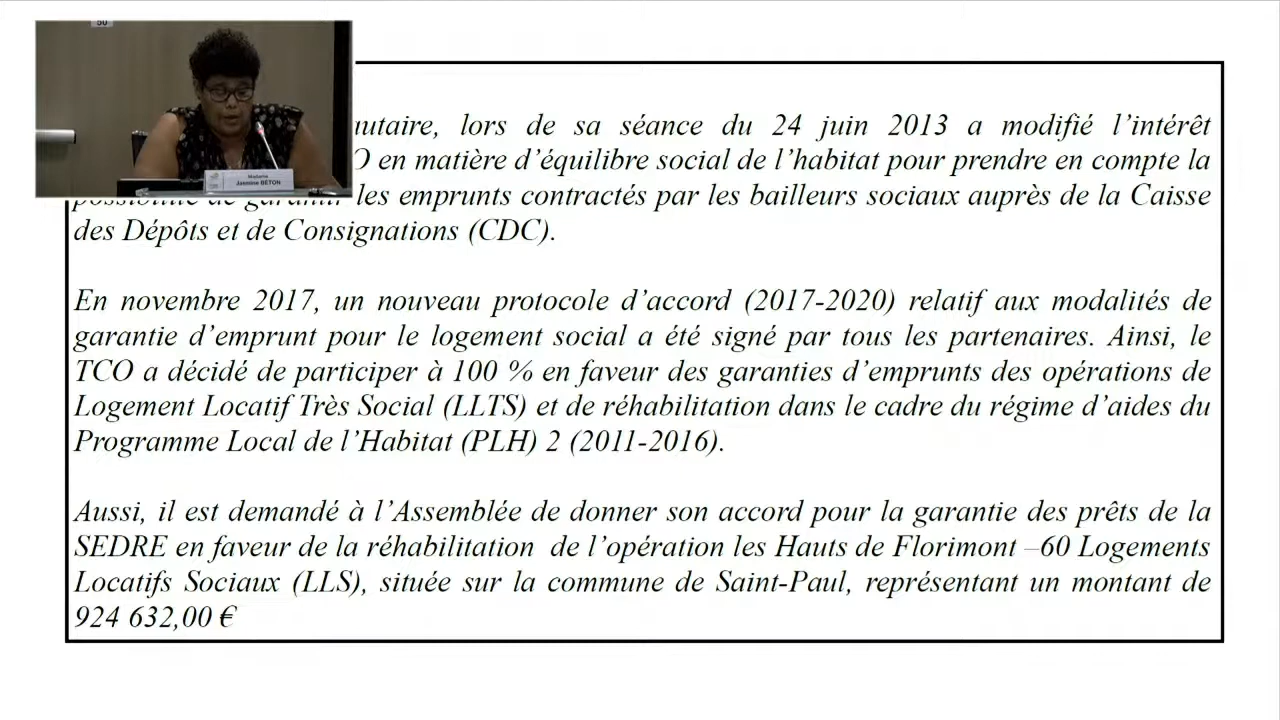 50
Madame
Jasmine BÉTON
lors de sa séance du 24 juin 2013 a modifié l’intérêt
en matière d’équilibre social de l’habitat pour prendre en compte la
possibilité de garantir les emprunts contractés par les bailleurs sociaux auprès de la Caisse
des Dépôts et de Consignations (CDC).
En novembre 2017, un nouveau protocole d’accord (2017-2020) relatif aux modalités de
garantie d’emprunt pour le logement social a été signé par tous les partenaires. Ainsi, le
TCO a décidé de participer à 100 % en faveur des garanties d’emprunts des opérations de
Logement Locatif Très Social (LLTS) et de réhabilitation dans le cadre du régime d’aides du
Programme Local de l’Habitat (PLH) 2 (2011-2016).
Aussi, il est demandé à l’Assemblée de donner son accord pour la garantie des prêts de la
SEDRE en faveur de la réhabilitation de l’opération les Hauts de Florimont –60 Logements
Locatifs Sociaux (LLS), située sur la commune de Saint-Paul, représentant un montant de
924 632,00 €